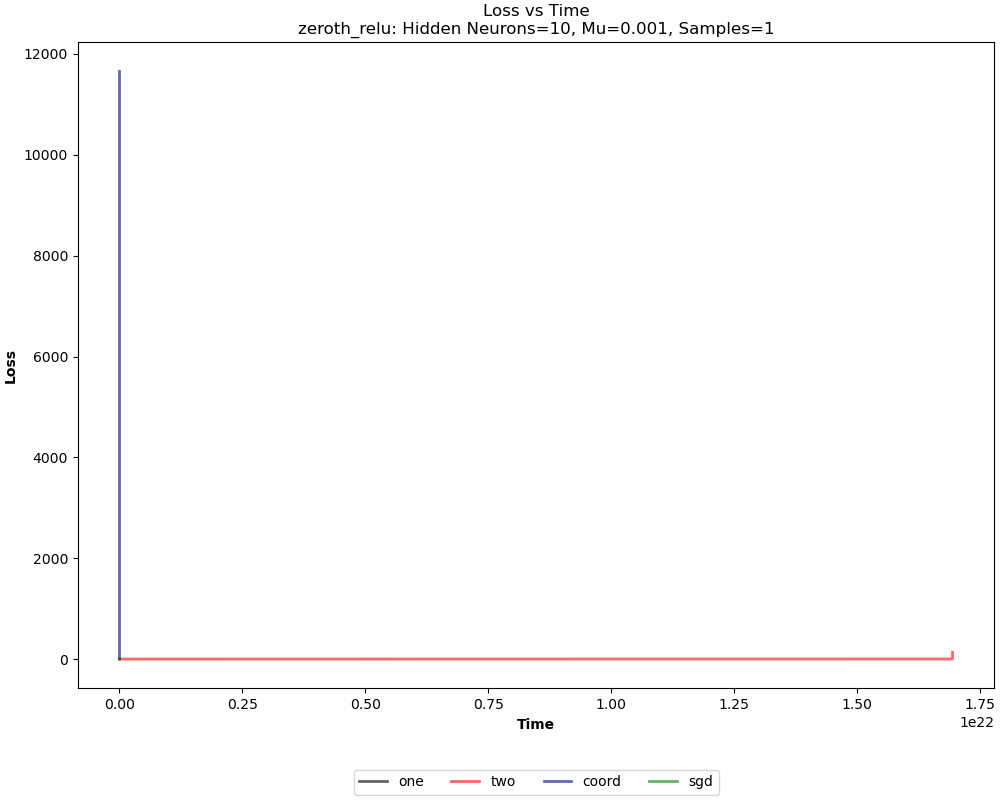 Loss vs Time
zeroth_relu: Hidden Neurons=10, Mu=0.001, Samples=1
12000
10000
8000
6000
4000
2000
0
Loss
0.00 0.25 0.50 0.75 1.00 1.25 1.50 1.75
1e22
Time
one two coord sgd